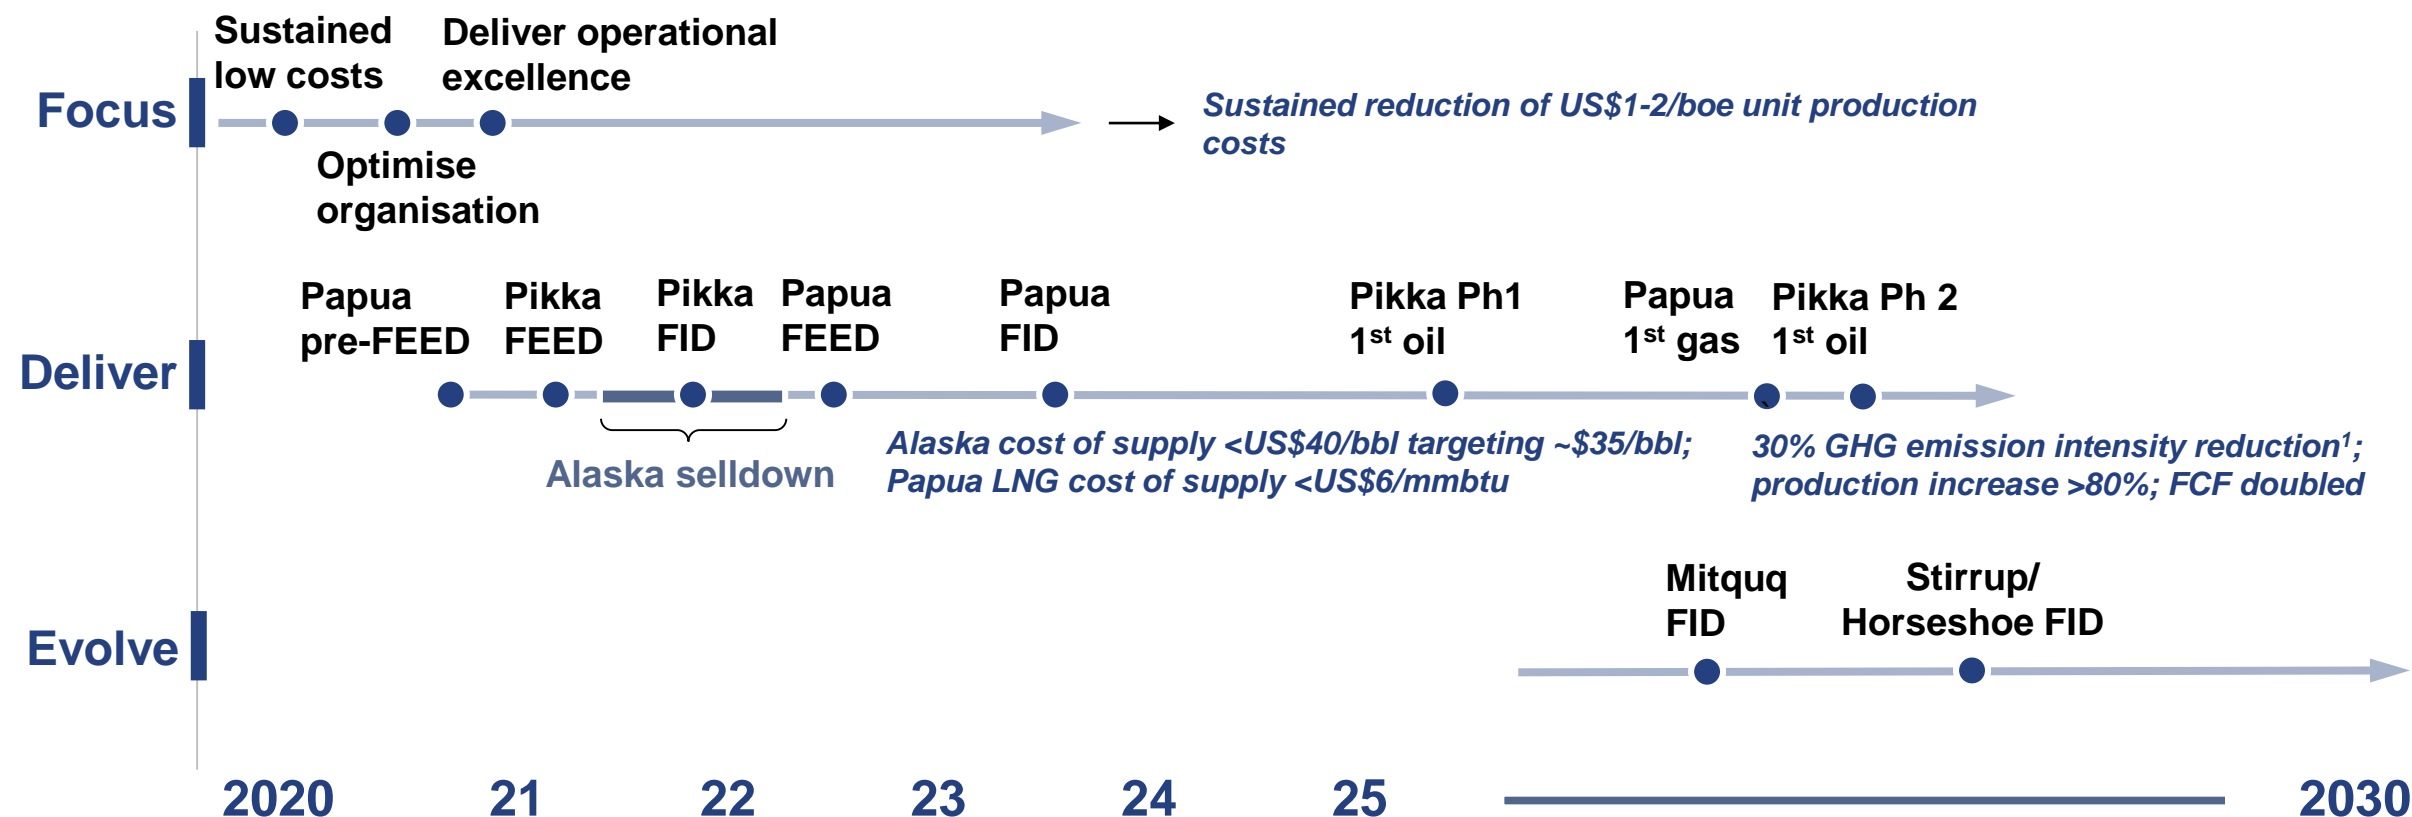 Sustained
low costs
Deliver operational
excellence
Focus
Sustained reduction of US$1-2/boe unit production
costs
Optimise
organisation
Papua
pre-FEED
Pikka
FEED
Pikka
FID
Papua
FEED
Papua
FID
Pikka Ph1
1st oil
Papua
1st gas
Pikka Ph 2
1st oil
Deliver
Alaska selldown
Alaska cost of supply <US$40/bbl targeting ~$35/bbl;
Papua LNG cost of supply <US$6/mmbtu
30% GHG emission intensity reduction1;
production increase >80%; FCF doubled
Mitquq
FID
Stirrup/
Horseshoe FID
Evolve
2020 21 22 23 24 25 2030